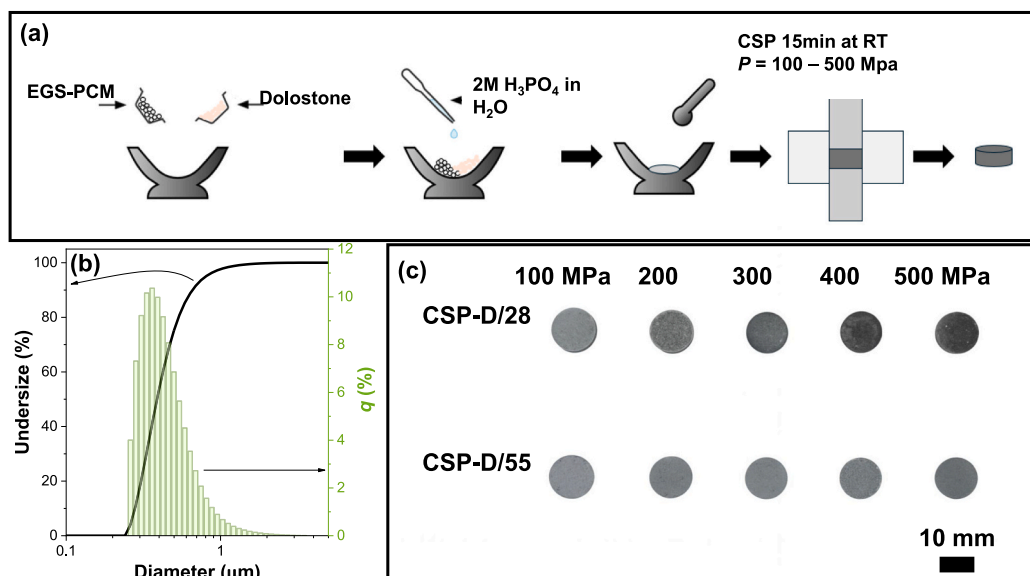 (a)
EGS-PCM
Dolostone
2M H₃PO₄ in
H₂O
CSP 15min at RT
P = 100 – 500 Mpa
(b)
Undersize (%)
100
80
60
40
20
0
0.1
1
Diameter (µm)
12
10
8
6
4
2
0
q (%)
(c)
100 MPa 200 300 400 500 MPa
CSP-D/28
CSP-D/55
10 mm